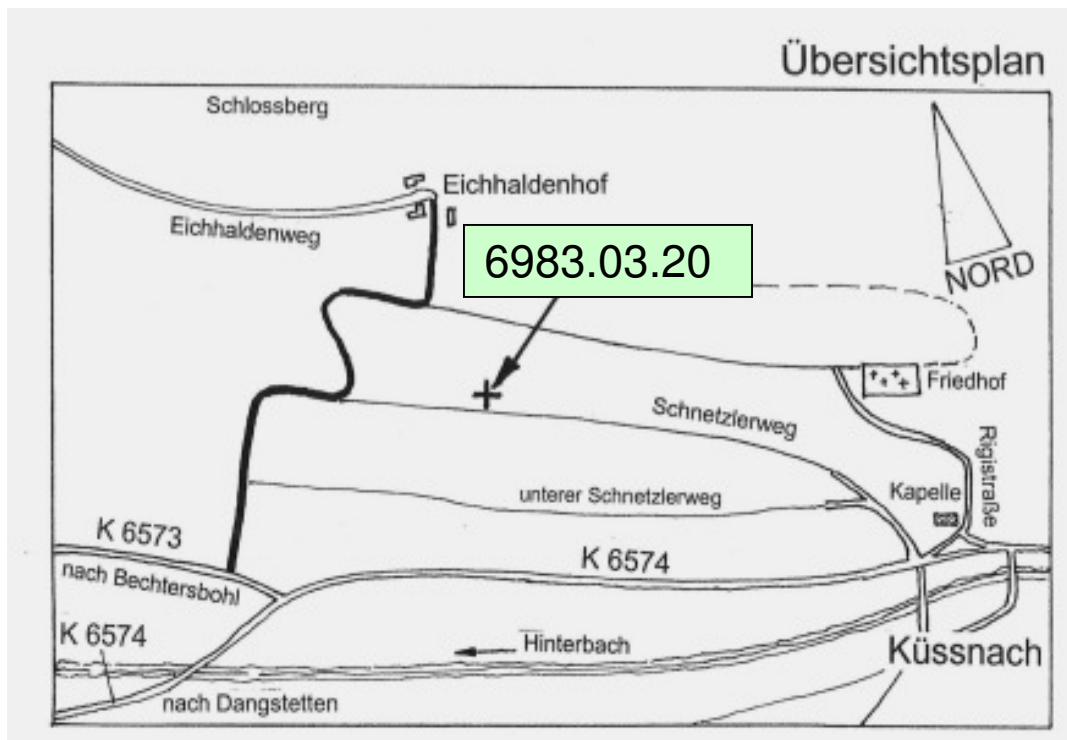 Übersichtsplan
Schlossberg
Eichhaldenhof
Eichhaldenweg
6983.03.20
NORD
Friedhof
Schnetzlerweg
Rigistraße
Kapelle
unterer Schnetzlerweg
K 6573
K 6574
nach Bechtersbohl
K 6574
Hinterbach
Küssnach
nach Dangstetten